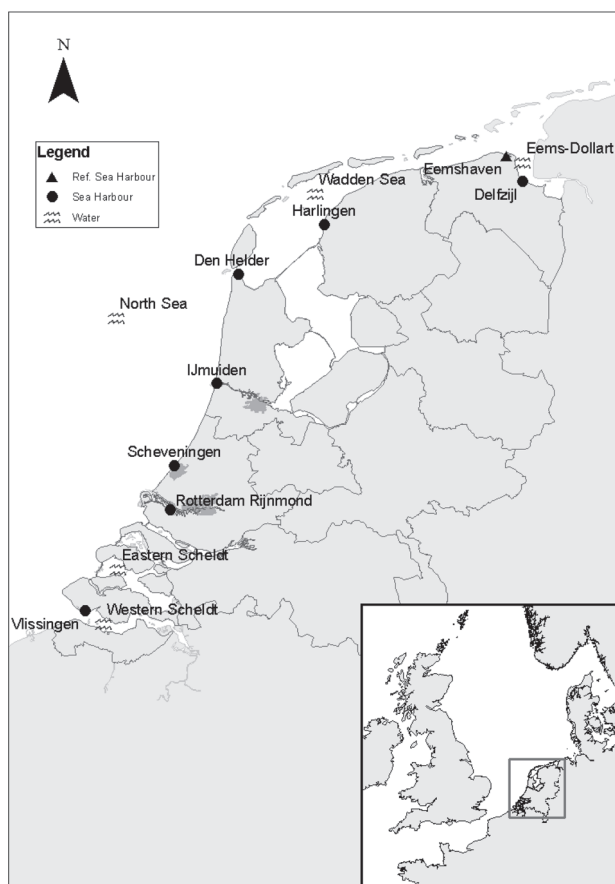 N
Legend
Ref. Sea Harbour
Sea Harbour
Water
Eems-Dollart
Eemshaven
Delfzijl
Wadden Sea
Harlingen
Den Helder
North Sea
IJmuiden
Scheveningen
Rotterdam Rijnmond
Eastern Scheldt
Western Scheldt
Vlissingen